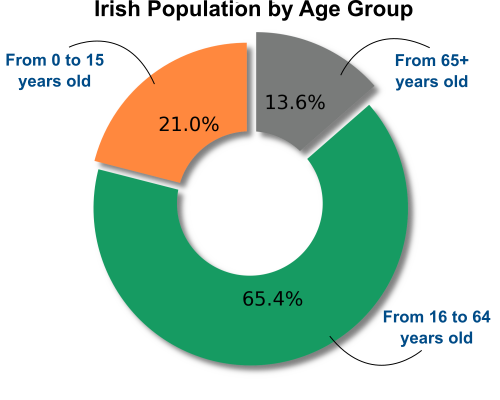 Irish Population by Age Group
From 0 to 15
years old
From 65+
years old
13.6%
21.0%
65.4%
From 16 to 64
years old